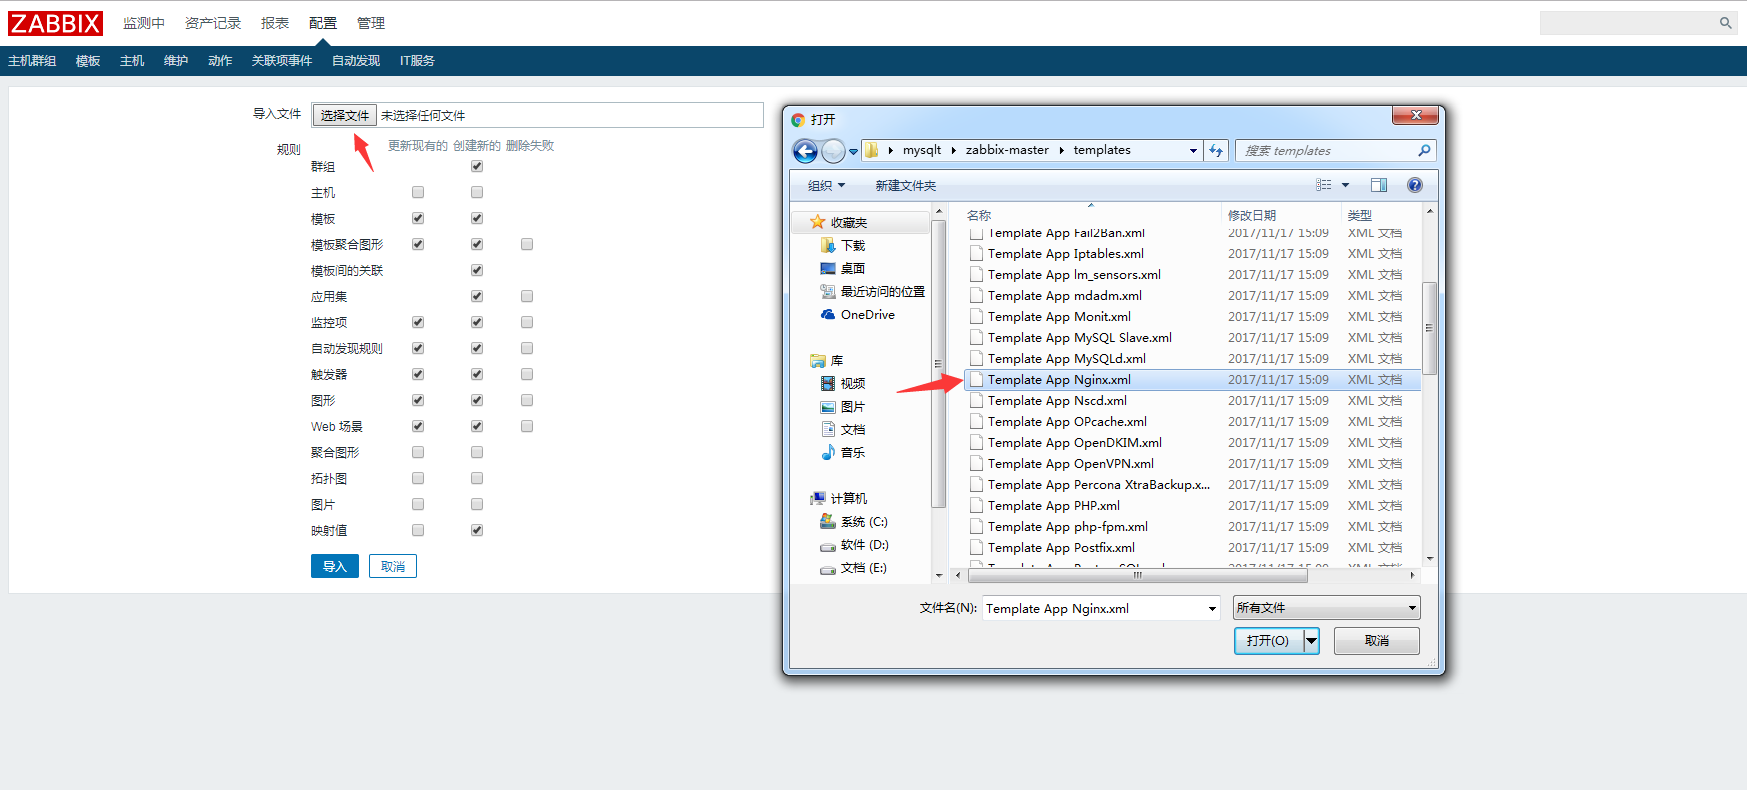 ZABBIX 监测中 资产记录 报表 配置 管理
主机群组 模板 主机 维护 动作 关联项事件 自动发现 IT服务
导入文件 选择文件 未选择任何文件
规则 更新现有的 创建新的 删除失败
群组
主机
模板
模板聚合图形
模板间的关联
应用集
监控项
自动发现规则
触发器
图形
Web 场景
聚合图形
拓扑图
图片
映射值
导入 取消
打开
mysqlt zabbix-master templates 搜索 templates
组织 新建文件夹
收藏夹
下载
桌面
最近访问的位置
OneDrive
库
视频
图片
文档
音乐
计算机
系统 (C:)
软件 (D:)
文档 (E:)
名称 修改日期 类型
Template App Fail2Ban.xml 2017/11/17 15:09 XML 文档
Template App Iptables.xml 2017/11/17 15:09 XML 文档
Template App lm_sensors.xml 2017/11/17 15:09 XML 文档
Template App mdadm.xml 2017/11/17 15:09 XML 文档
Template App Monit.xml 2017/11/17 15:09 XML 文档
Template App MySQL Slave.xml 2017/11/17 15:09 XML 文档
Template App MySQLd.xml 2017/11/17 15:09 XML 文档
Template App Nginx.xml 2017/11/17 15:09 XML 文档
Template App Nscd.xml 2017/11/17 15:09 XML 文档
Template App OPcache.xml 2017/11/17 15:09 XML 文档
Template App OpenDKIM.xml 2017/11/17 15:09 XML 文档
Template App OpenVPN.xml 2017/11/17 15:09 XML 文档
Template App Percona XtraBackup.x... 2017/11/17 15:09 XML 文档
Template App PHP.xml 2017/11/17 15:09 XML 文档
Template App php-fpm.xml 2017/11/17 15:09 XML 文档
Template App Postfix.xml 2017/11/17 15:09 XML 文档
文件名(N): Template App Nginx.xml 所有文件
打开(O) 取消